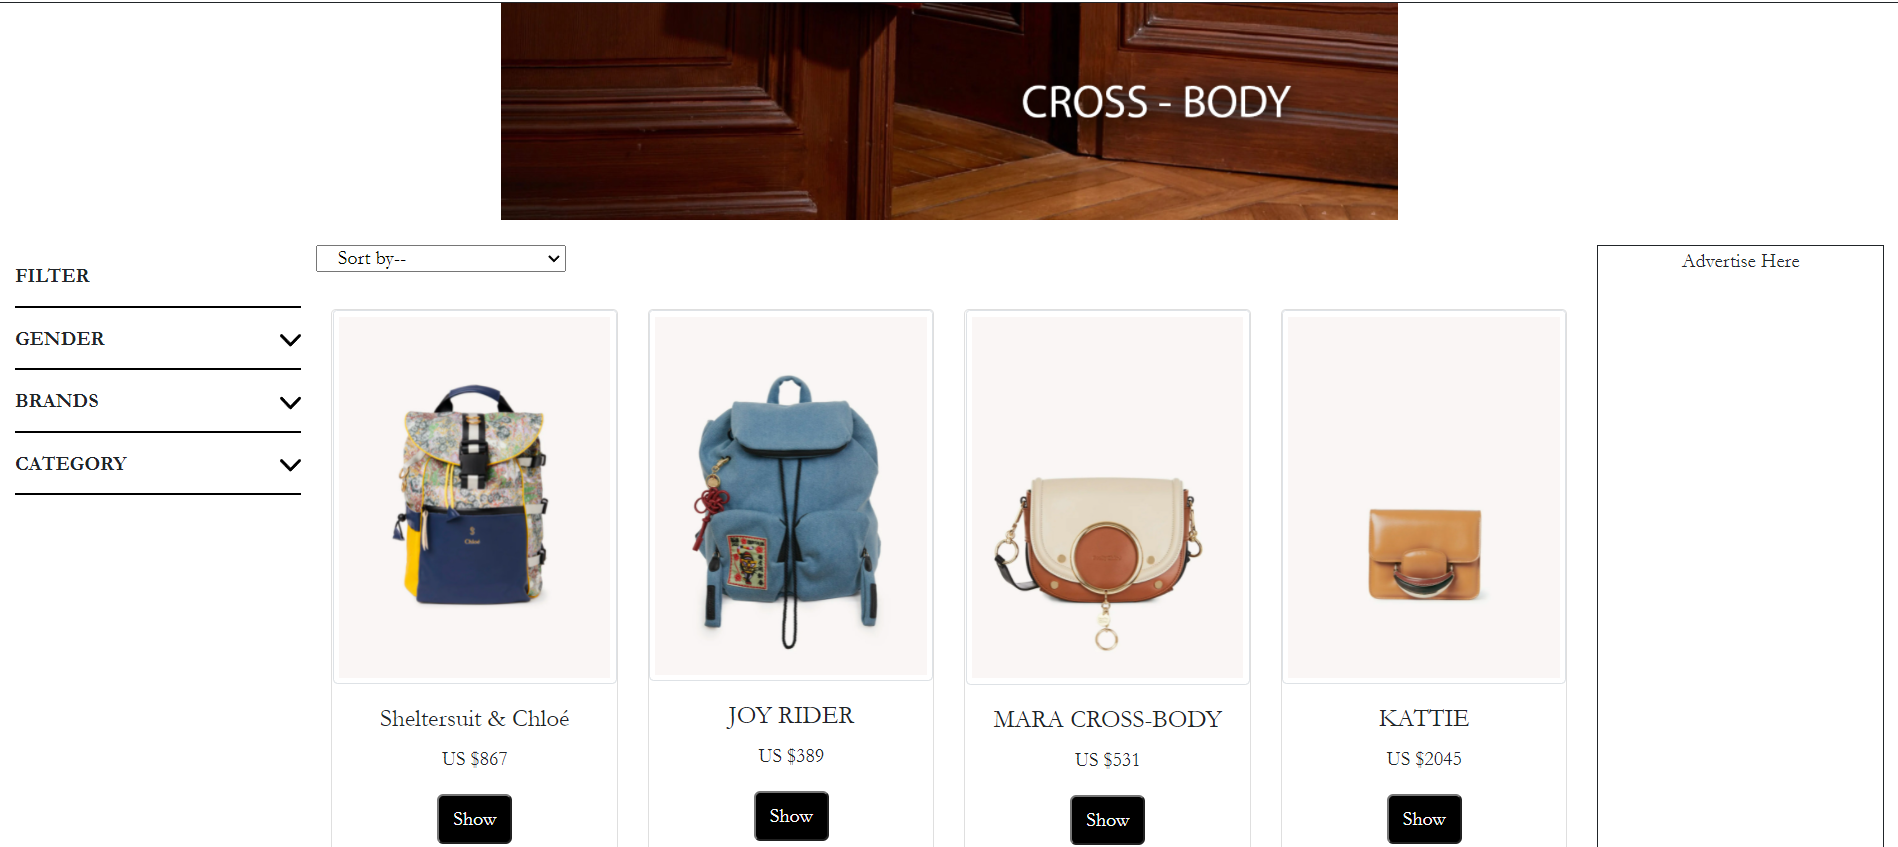 CROSS - BODY
FILTER
GENDER
BRANDS
CATEGORY
Sort by--
Advertise Here
Chloé
Sheltersuit & Chloé
US $867
Show
JOY RIDER
US $389
Show
MARA CROSS-BODY
US $531
Show
KATTIE
US $2045
Show